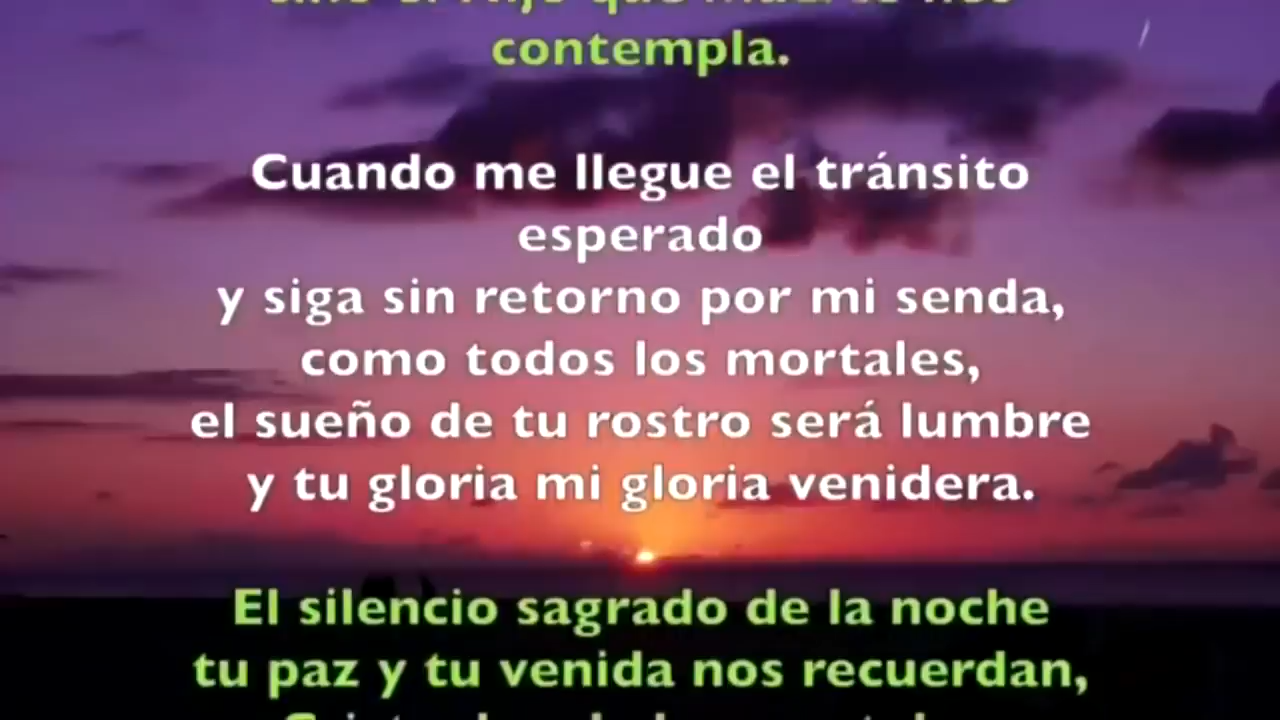 contempla.
Cuando me llegue el tránsito
esperado
y siga sin retorno por mi senda,
como todos los mortales,
el sueño de tu rostro será lumbre
y tu gloria mi gloria venidera.
El silencio sagrado de la noche
tu paz y tu venida nos recuerdan,